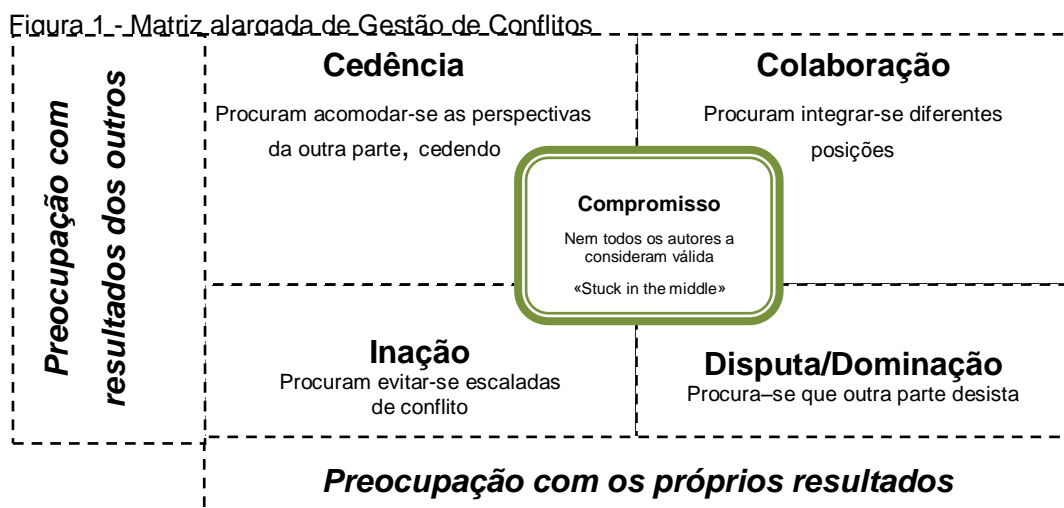 Figura 1 - Matriz alargada de Gestão de Conflitos
Preocupação com
resultados dos outros
Cedência
Procuram acomodar-se as perspectivas
da outra parte, cedendo
Colaboração
Procuram integrar-se diferentes
posições
Compromisso
Nem todos os autores a
consideram válida
«Stuck in the middle»
Inação
Procuram evitar-se escaladas
de conflito
Disputa/Dominação
Procura–se que outra parte desista
Preocupação com os próprios resultados